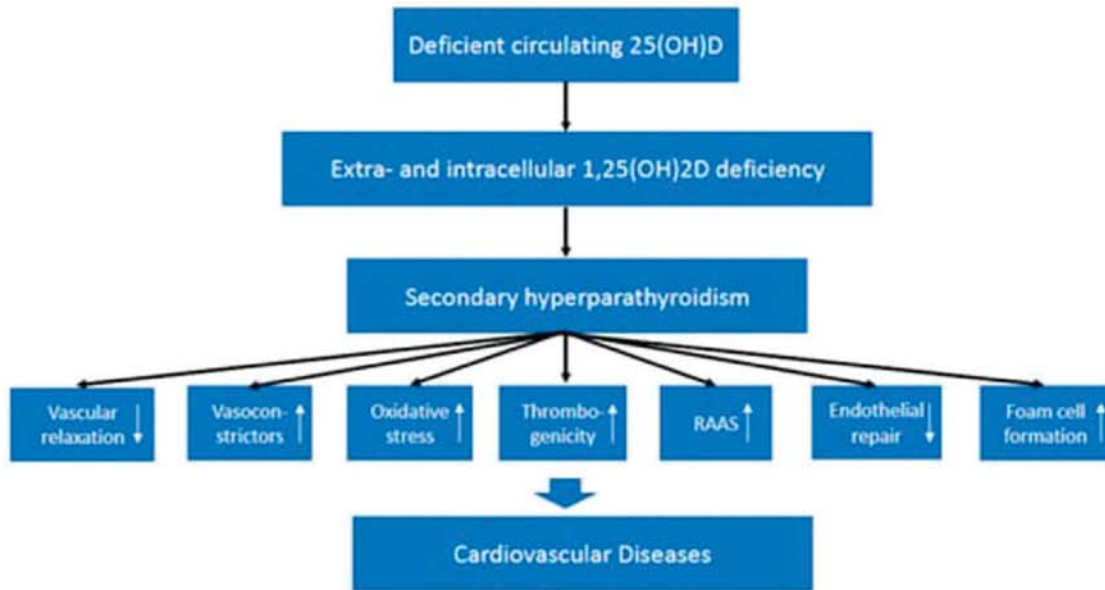 Deficient circulating 25(OH)D
Extra- and intracellular 1,25(OH)2D deficiency
Secondary hyperparathyroidism
Vascular
relaxation
Vasocon-
strictors
Oxidative
stress
Thrombo-
genicity
RAAS
Endothelial
repair
Foam cell
formation
Cardiovascular Diseases